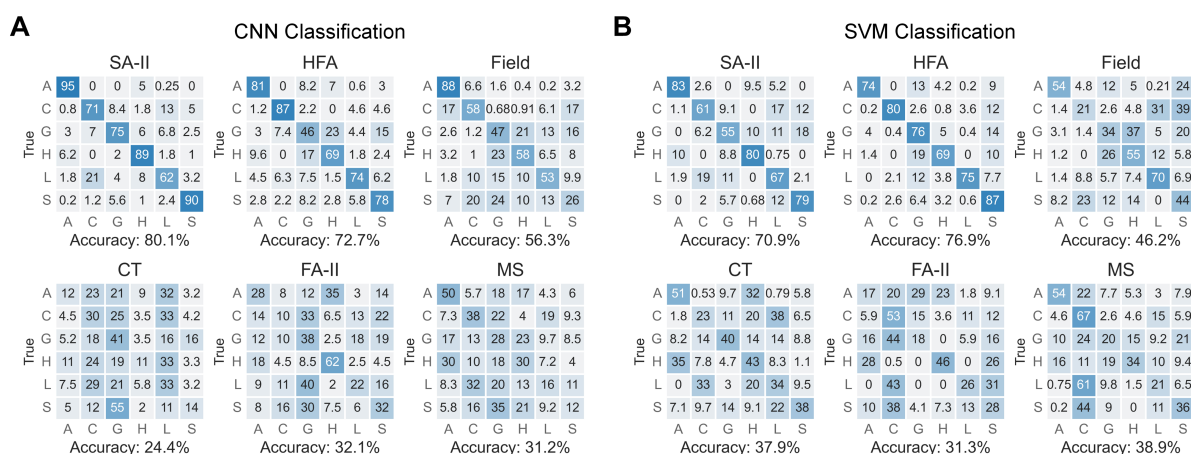 A
CNN Classification
SA-II
True
A 95 0 0 5 0.25 0
C 0.8 71 8.4 1.8 13 5
G 3 7 75 6 6.8 2.5
H 6.2 0 2 89 1.8 1
L 1.8 21 4 8 62 3.2
S 0.2 1.2 5.6 1 2.4 90
A C G H L S
Accuracy: 80.1%
HFA
81 0 8.2 7 0.6 3
1.2 87 2.2 0 4.6 4.6
3 7.4 46 23 4.4 15
9.6 0 17 69 1.8 2.4
4.5 6.3 7.5 1.5 74 6.2
2.8 2.2 8.2 2.8 5.8 78
A C G H L S
Accuracy: 72.7%
Field
88 6.6 1.6 0.4 0.2 3.2
17 58 0.68 0.91 6.1 17
2.6 1.2 47 21 13 16
3.2 1 23 58 6.5 8
1.8 10 10 15 53 9.9
7 20 24 10 13 26
A C G H L S
Accuracy: 56.3%
CT
True
A 12 23 21 9 32 3.2
C 4.5 30 25 3.5 33 4.2
G 5.2 18 41 3.5 16 16
H 11 24 19 11 33 3.3
L 7.5 29 21 5.8 33 3.2
S 5 12 55 2 11 14
A C G H L S
Accuracy: 24.4%
FA-II
28 8 12 35 3 14
14 10 33 6.5 13 22
12 10 38 2.5 18 19
18 4.5 8.5 62 2.5 4.5
9 11 40 2 22 16
8 16 30 7.5 6 32
A C G H L S
Accuracy: 32.1%
MS
50 5.7 18 17 4.3 6
7.3 38 22 4 19 9.3
17 13 28 23 9.7 8.5
30 10 18 30 7.2 4
8.3 32 20 13 16 11
5.8 16 35 21 9.2 12
A C G H L S
Accuracy: 31.2%
B
SVM Classification
SA-II
True
A 83 2.6 0 9.5 5.2 0
C 1.1 61 9.1 0 17 12
G 0 6.2 55 10 11 18
H 10 0 8.8 80 0.75 0
L 1.9 19 11 0 67 2.1
S 0 2 5.7 0.68 12 79
A C G H L S
Accuracy: 70.9%
HFA
74 0 13 4.2 0.2 9
0.2 80 2.6 0.8 3.4 13
4 0.4 76 5 0.4 14
1.4 0 19 69 0 10
0 2.1 12 3.8 75 7.7
0.2 2.6 6.4 3.2 0.6 87
A C G H L S
Accuracy: 76.9%
Field
54 4.8 12 5 0.21 24
1.4 21 2.6 4.8 31 39
3.1 1.4 34 37 5 20
1.2 0 26 55 12 5.8
1.4 8.8 5.7 7.4 70 6.9
8.2 23 12 14 0 44
A C G H L S
Accuracy: 46.2%
CT
True
A 51 0.53 9.7 32 0.79 5.8
C 1.8 23 11 20 38 6.5
G 8.2 14 40 14 14 8.8
H 35 7.8 4.7 43 8.3 1.1
L 0 33 3 20 34 9.5
S 7.1 9.7 14 9.1 22 38
A C G H L S
Accuracy: 37.9%
FA-II
17 20 29 23 1.8 9.1
5.9 53 15 3.6 11 12
16 44 18 0 5.9 16
28 0.5 0 46 0 26
0 43 0 0 26 31
10 38 4.1 7.3 13 28
A C G H L S
Accuracy: 31.3%
MS
54 22 7.7 5.3 3 7.9
4.6 67 2.6 4.6 15 5.9
10 24 20 15 21 9.2
16 11 19 34 10 9.4
0.75 61 9.8 1.5 21 6.5
0.2 44 9 0 11 36
A C G H L S
Accuracy: 38.9%